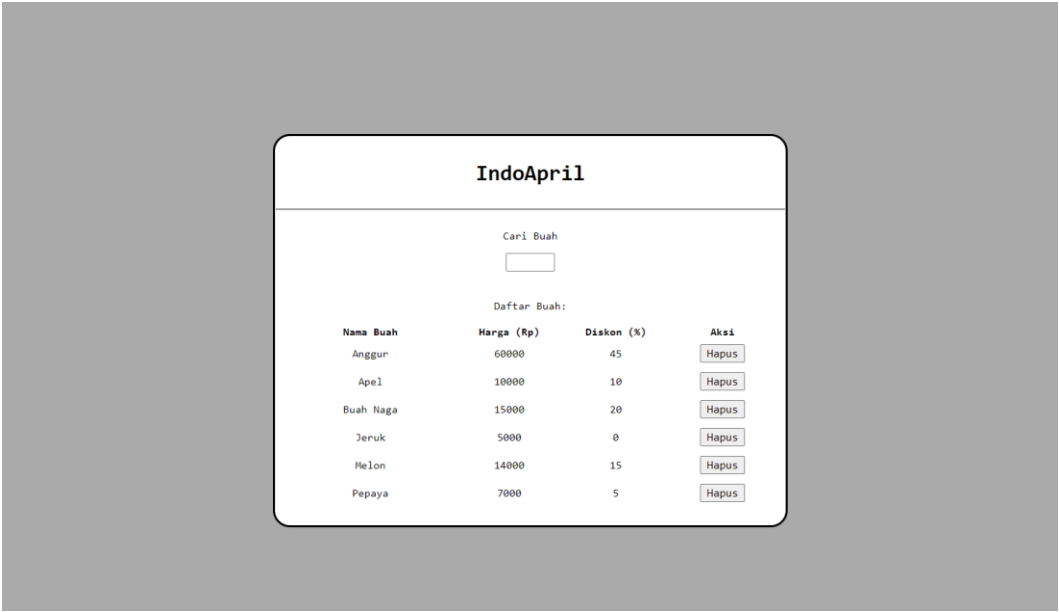 IndoApril
Cari Buah
Daftar Buah:
Nama Buah Harga (Rp) Diskon (%) Aksi
Anggur 60000 45 Hapus
Apel 10000 10 Hapus
Buah Naga 15000 20 Hapus
Jeruk 5000 0 Hapus
Melon 14000 15 Hapus
Pepaya 7000 5 Hapus